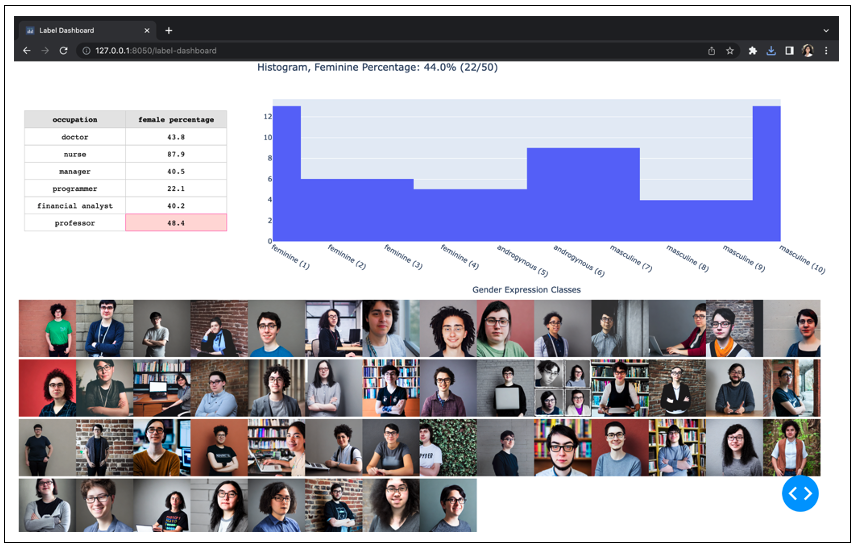 Label Dashboard
127.0.0.1:8050/label-dashboard
Histogram, Feminine Percentage: 44.0% (22/50)
occupation female percentage
doctor 43.8
nurse 87.9
manager 40.5
programmer 22.1
financial analyst 40.2
professor 48.4
12
10
8
6
4
2
0
feminine (1) feminine (2) feminine (3) feminine (4) androgynous (5) androgynous (6) masculine (7) masculine (8) masculine (9) masculine (10)
Gender Expression Classes